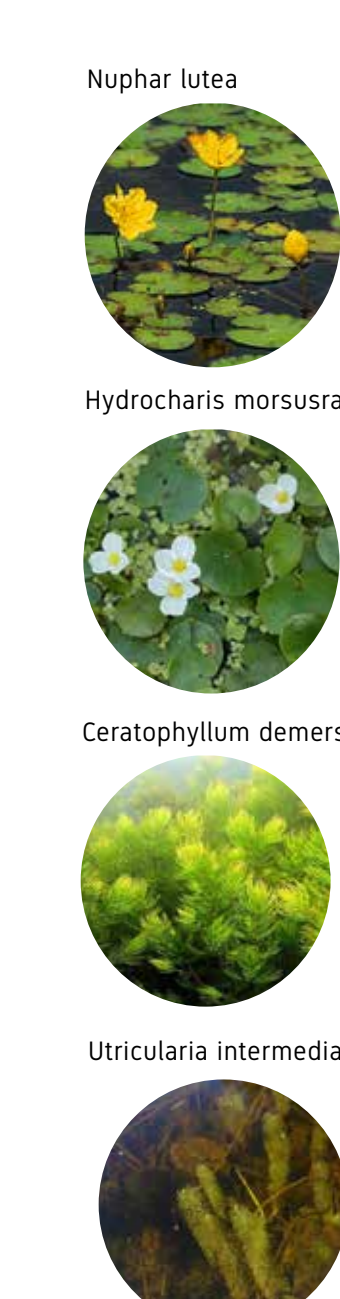 Nuphar lutea
Hydrocharis morsusra
Ceratophyllum demers
Utricularia intermedia